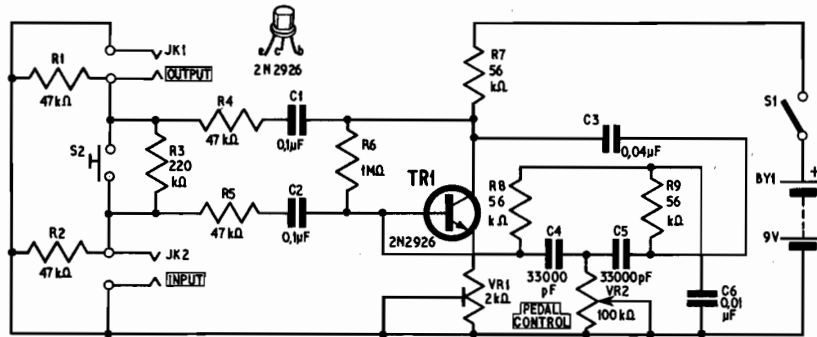 JK1
OUTPUT
R1
47kΩ
e c b
2N2926
R4
47kΩ
C1
0,1µF
R7
56
kΩ
S2
R3
220
kΩ
R6
1MΩ
C3
0,04µF
S1
R5
47kΩ
C2
0,1µF
TR1
2N2926
R8
56
kΩ
R9
56
kΩ
BY1
+
9V
R2
47kΩ
JK2
INPUT
VR1
2kΩ
C4
33000
pF
C5
33000pF
PEDAL
CONTROL
VR2
100kΩ
C6
0,01
µF